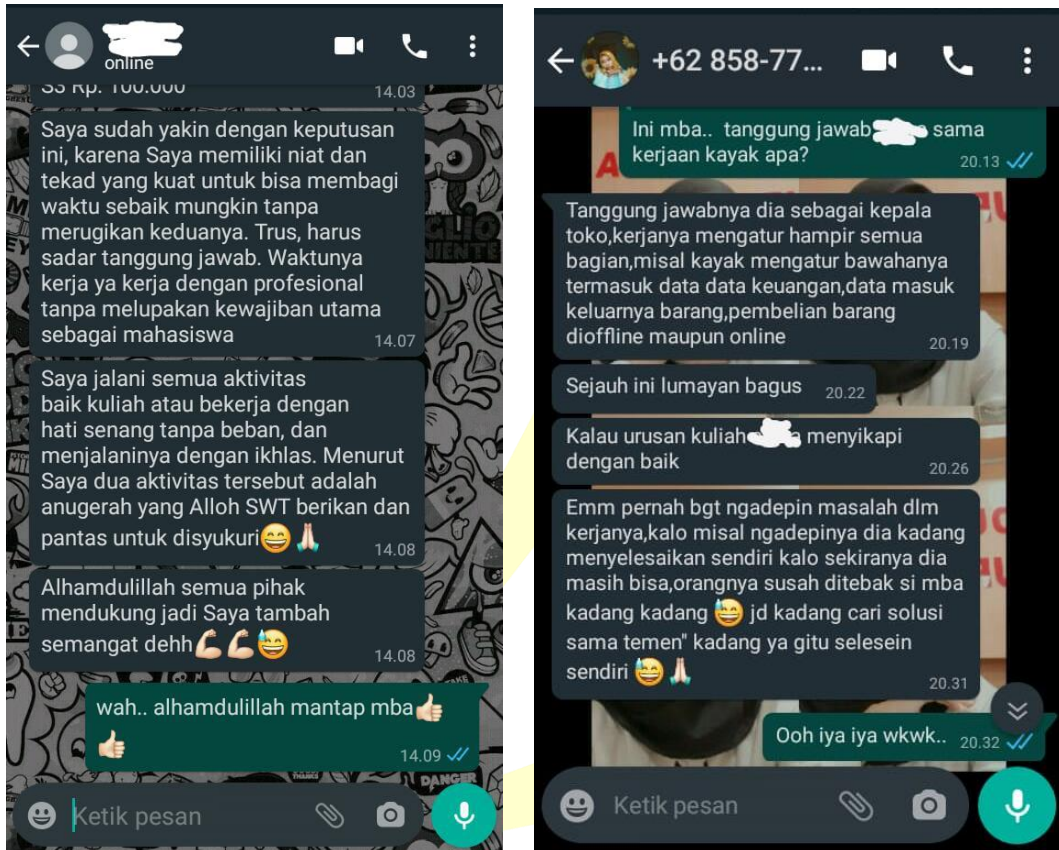 online
S3 Rp. 100.000
14.03
Saya sudah yakin dengan keputusan
ini, karena Saya memiliki niat dan
tekad yang kuat untuk bisa membagi
waktu sebaik mungkin tanpa
merugikan keduanya. Trus, harus
sadar tanggung jawab. Waktunya
kerja ya kerja dengan profesional
tanpa melupakan kewajiban utama
sebagai mahasiswa
14.07
Saya jalani semua aktivitas
baik kuliah atau bekerja dengan
hati senang tanpa beban, dan
menjalaninya dengan ikhlas. Menurut
Saya dua aktivitas tersebut adalah
anugerah yang Alloh SWT berikan dan
pantas untuk disyukuri😅🙏🏻
14.08
Alhamdulillah semua pihak
mendukung jadi Saya tambah
semangat dehh💪🏻💪🏻😅
14.08
wah.. alhamdulillah mantap mba👍🏻
👍🏻
14.09
Ketik pesan
+62 858-77...
Ini mba.. tanggung jawab sama
kerjaan kayak apa?
20.13
Tanggung jawabnya dia sebagai kepala
toko,kerjanya mengatur hampir semua
bagian,misal kayak mengatur bawahanya
termasuk data data keuangan,data masuk
keluarnya barang,pembelian barang
dioffline maupun online
20.19
Sejauh ini lumayan bagus
20.22
Kalau urusan kuliah menyikapi
dengan baik
20.26
Emm pernah bgt ngadepin masalah dlm
kerjanya,kalo misal ngadepinya dia kadang
menyelesaikan sendiri kalo sekiranya dia
masih bisa,orangnya susah ditebak si mba
kadang kadang 😅 jd kadang cari solusi
sama temen" kadang ya gitu selesein
sendiri 😅🙏🏻
20.31
Ooh iya iya wkwk..
20.32
Ketik pesan